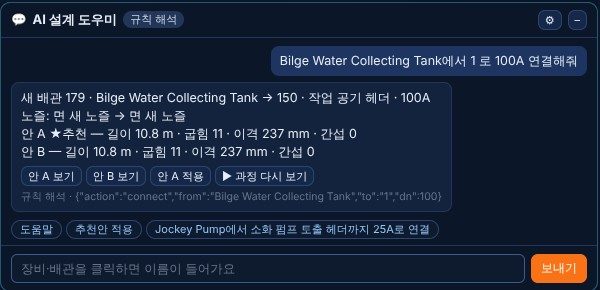 💬 AI 설계 도우미 규칙 해석 ⚙ –
Bilge Water Collecting Tank에서 1 로 100A 연결해줘
새 배관 179 · Bilge Water Collecting Tank → 150 · 작업 공기 헤더 · 100A
노즐: 면 새 노즐 → 면 새 노즐
안 A ★추천 — 길이 10.8 m · 굽힘 11 · 이격 237 mm · 간섭 0
안 B — 길이 10.8 m · 굽힘 11 · 이격 237 mm · 간섭 0
안 A 보기 안 B 보기 안 A 적용 ▶ 과정 다시 보기
규칙 해석 · {"action":"connect","from":"Bilge Water Collecting Tank","to":"1","dn":100}
도움말 추천안 적용 Jockey Pump에서 소화 펌프 토출 헤더까지 25A로 연결
장비·배관을 클릭하면 이름이 들어가요 보내기